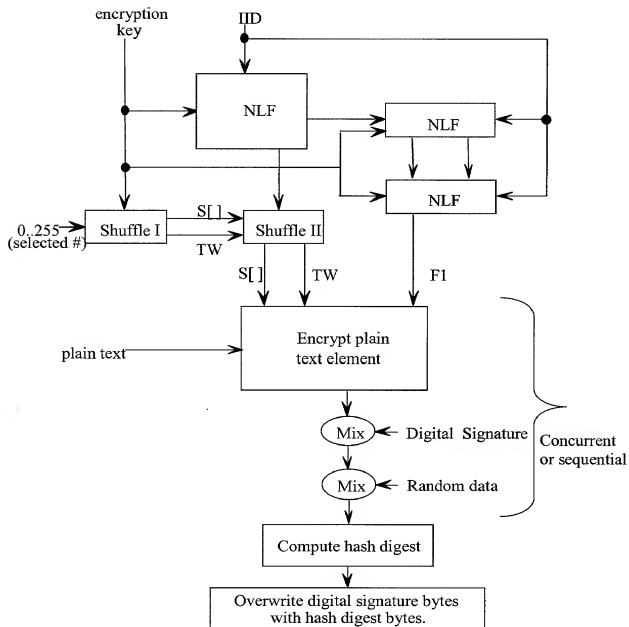 encryption
key
IID
NLF
NLF
NLF
0..255
(selected #)
Shuffle I
S[ ]
TW
Shuffle II
S[ ]
TW
F1
plain text
Encrypt plain
text element
Mix
Digital Signature
Mix
Random data
Concurrent
or sequential
Compute hash digest
Overwrite digital signature bytes
with hash digest bytes.